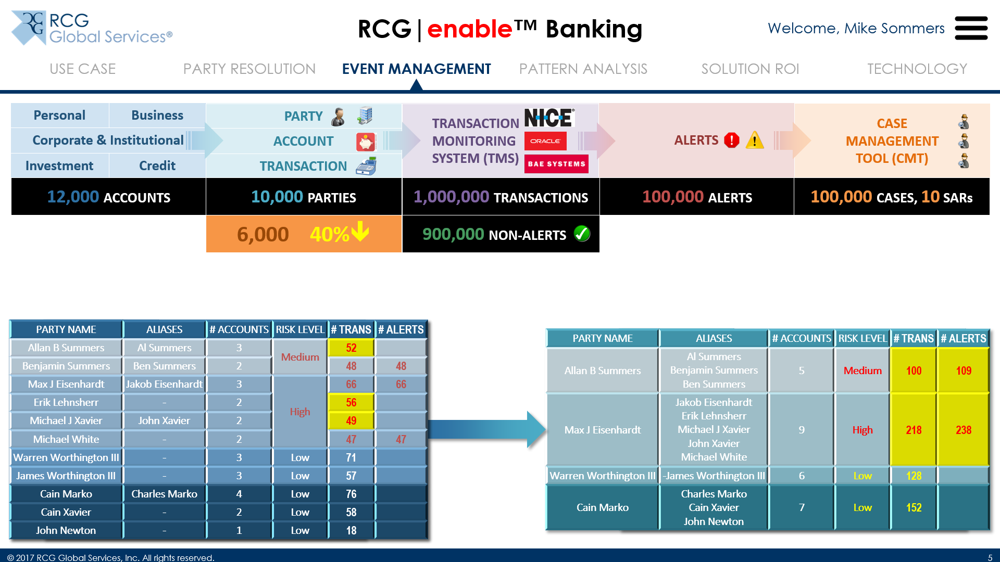 RCG
Global Services®
RCG|enable™ Banking
Welcome, Mike Sommers
USE CASE
PARTY RESOLUTION
EVENT MANAGEMENT
PATTERN ANALYSIS
SOLUTION ROI
TECHNOLOGY
Personal
Business
Corporate & Institutional
Investment
Credit
PARTY
ACCOUNT
TRANSACTION
TRANSACTION
MONITORING
SYSTEM (TMS)
NICE®
ORACLE®
BAE SYSTEMS
ALERTS
CASE
MANAGEMENT
TOOL (CMT)
12,000 ACCOUNTS
10,000 PARTIES
1,000,000 TRANSACTIONS
100,000 ALERTS
100,000 CASES, 10 SARs
6,000 40%
900,000 NON-ALERTS
PARTY NAME ALIASES # ACCOUNTS RISK LEVEL # TRANS # ALERTS
Allan B Summers Al Summers 3 Medium 52
Benjamin Summers Ben Summers 2 48 48
Max J Eisenhardt Jakob Eisenhardt 3 High 66 66
Erik Lehnsherr - 2 56
Michael J Xavier John Xavier 2 49
Michael White - 2 47 47
Warren Worthington III - 3 Low 71
James Worthington III - 3 Low 57
Cain Marko Charles Marko 4 Low 76
Cain Xavier - 2 Low 58
John Newton - 1 Low 18
PARTY NAME ALIASES # ACCOUNTS RISK LEVEL # TRANS # ALERTS
Al Summers
Allan B Summers Benjamin Summers 5 Medium 100 109
Ben Summers
Jakob Eisenhardt
Erik Lehnsherr
Max J Eisenhardt Michael J Xavier 9 High 218 238
John Xavier
Michael White
Warren Worthington III -James Worthington III 6 Low 128
Charles Marko
Cain Marko Cain Xavier 7 Low 152
John Newton
© 2017 RCG Global Services, Inc. All rights reserved.
5